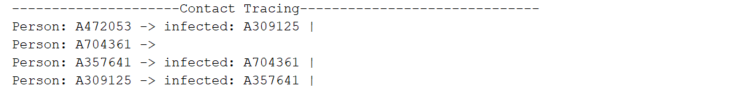 --------------------Contact Tracing-----------------------------
Person: A472053 -> infected: A309125 |
Person: A704361 ->
Person: A357641 -> infected: A704361 |
Person: A309125 -> infected: A357641 |